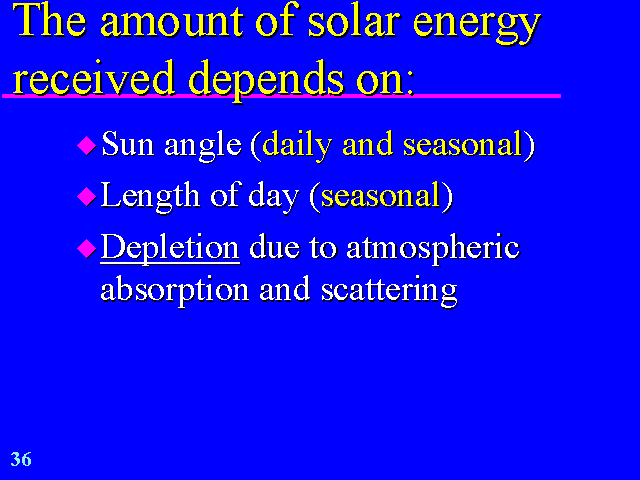 The amount of solar energy
received depends on:
Sun angle (daily and seasonal)
Length of day (seasonal)
Depletion due to atmospheric
absorption and scattering
36